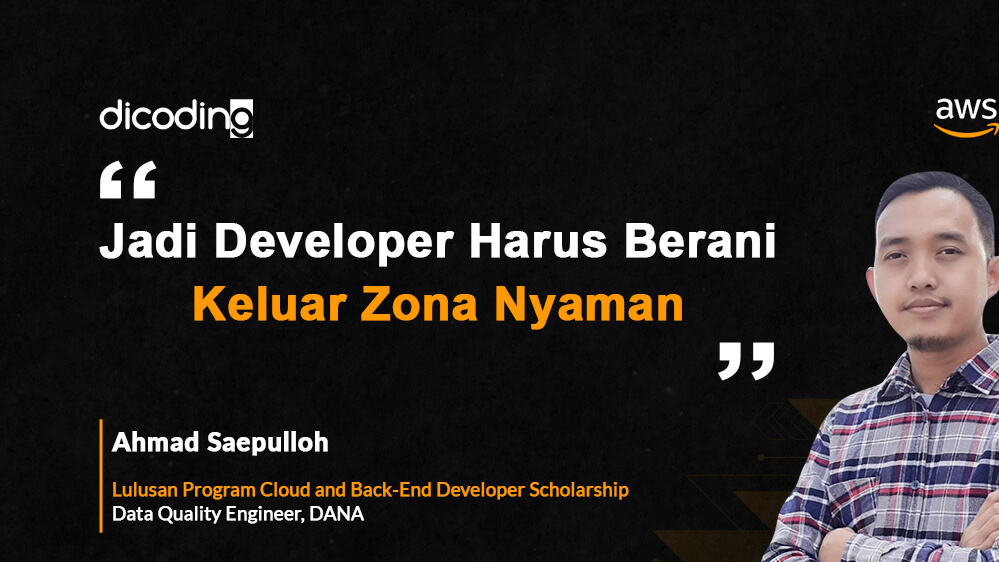 dicoding
aws
“
Jadi Developer Harus Berani
Keluar Zona Nyaman
”
Ahmad Saepulloh
Lulusan Program Cloud and Back-End Developer Scholarship
Data Quality Engineer, DANA